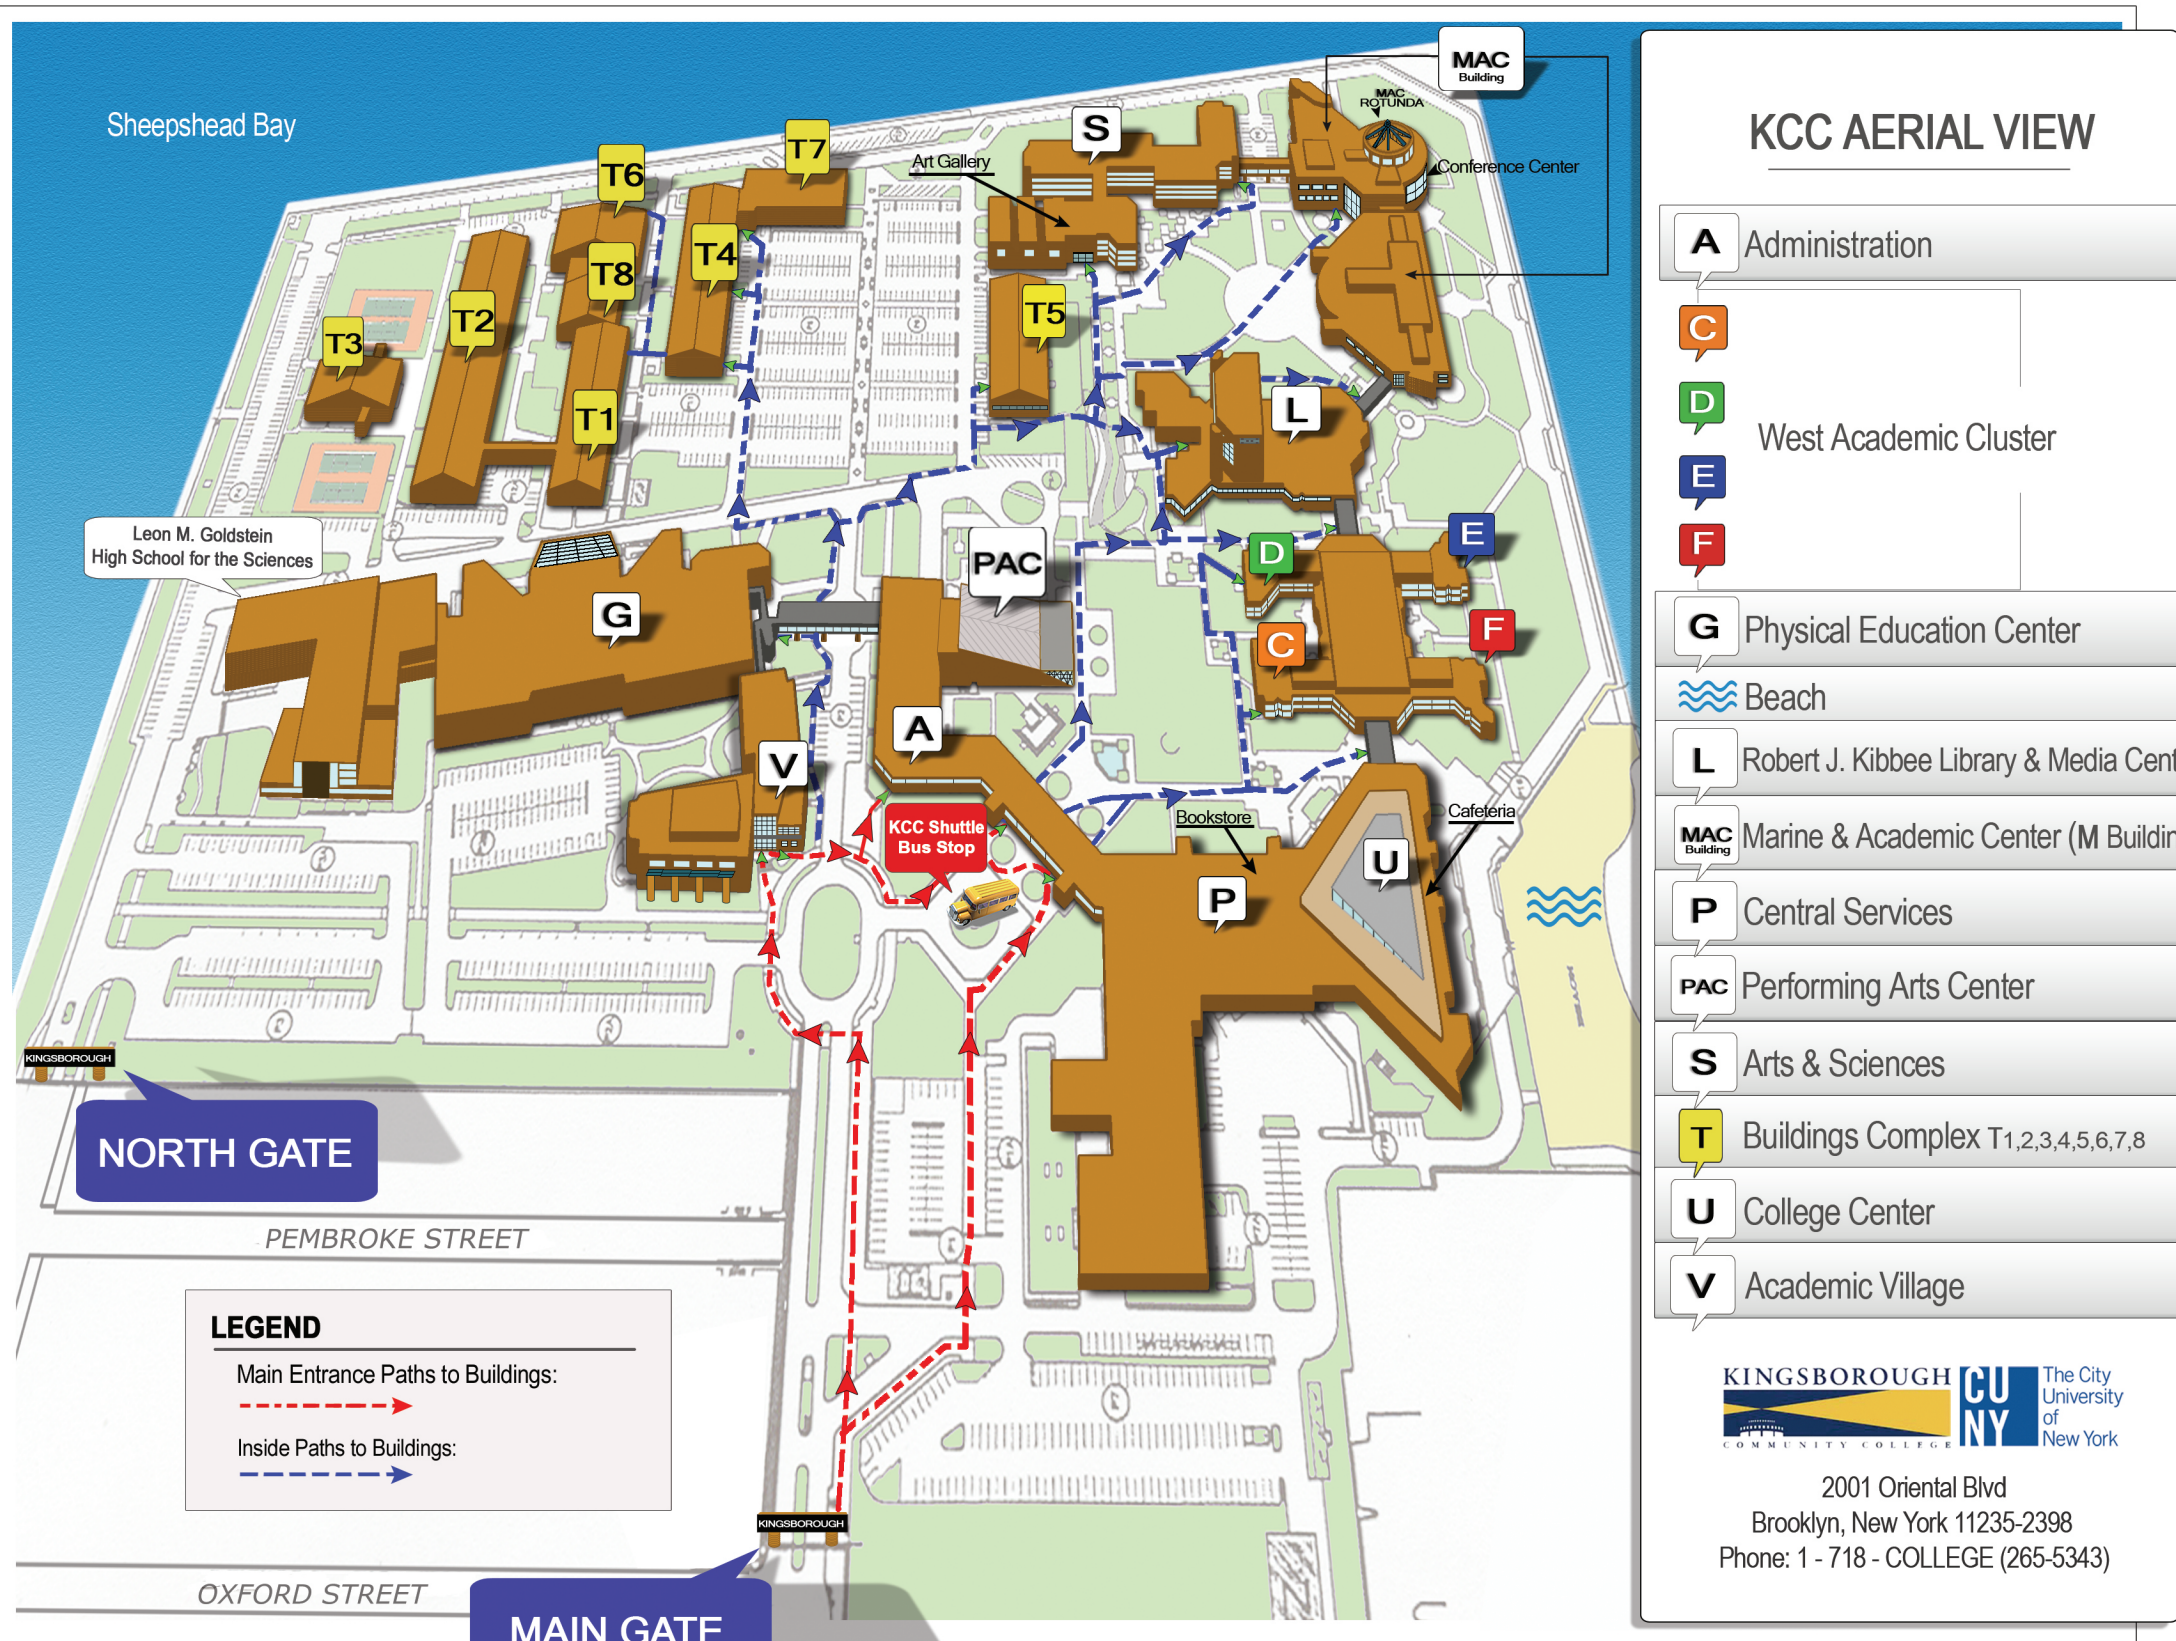 Sheepshead Bay
MAC
Building
MAC
ROTUNDA
Conference Center
S
Art Gallery
T7
T6
T4
T8
T2
T3
T1
T5
L
Leon M. Goldstein
High School for the Sciences
G
PAC
D
E
C
F
A
V
KCC Shuttle
Bus Stop
Bookstore
Cafeteria
U
P
BEACH
KINGSBOROUGH
NORTH GATE
PEMBROKE STREET
LEGEND
Main Entrance Paths to Buildings:
Inside Paths to Buildings:
KINGSBOROUGH
OXFORD STREET
MAIN GATE
KCC AERIAL VIEW
A Administration
C
D
West Academic Cluster
E
F
G Physical Education Center
Beach
L Robert J. Kibbee Library & Media Cent
MAC
Building
Marine & Academic Center (M Buildin
P Central Services
PAC Performing Arts Center
S Arts & Sciences
T Buildings Complex T1,2,3,4,5,6,7,8
U College Center
V Academic Village
KINGSBOROUGH
COMMUNITY COLLEGE
CU
NY
The City
University
of
New York
2001 Oriental Blvd
Brooklyn, New York 11235-2398
Phone: 1 - 718 - COLLEGE (265-5343)